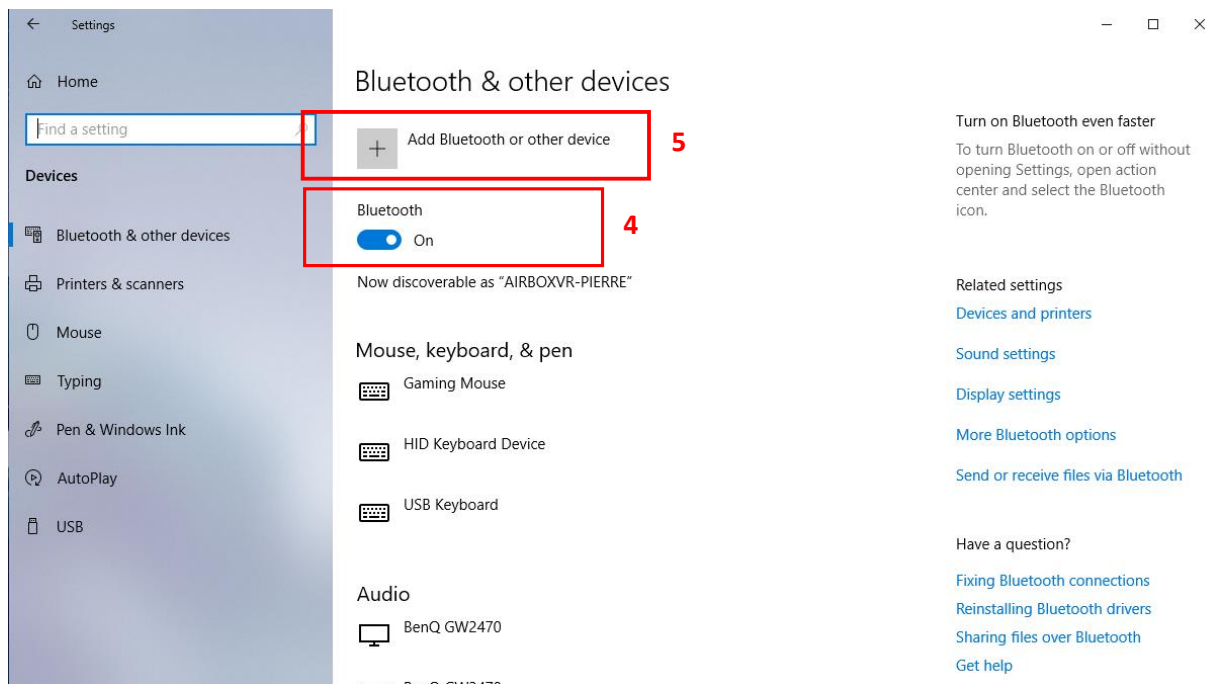 Settings
Home
Find a setting
Devices
Bluetooth & other devices
Printers & scanners
Mouse
Typing
Pen & Windows Ink
AutoPlay
USB
Bluetooth & other devices
Add Bluetooth or other device
5
Bluetooth
On
4
Now discoverable as “AIRBOXVR-PIERRE”
Mouse, keyboard, & pen
Gaming Mouse
HID Keyboard Device
USB Keyboard
Audio
BenQ GW2470
BenQ GW2470
Turn on Bluetooth even faster
To turn Bluetooth on or off without
opening Settings, open action
center and select the Bluetooth
icon.
Related settings
Devices and printers
Sound settings
Display settings
More Bluetooth options
Send or receive files via Bluetooth
Have a question?
Fixing Bluetooth connections
Reinstalling Bluetooth drivers
Sharing files over Bluetooth
Get help